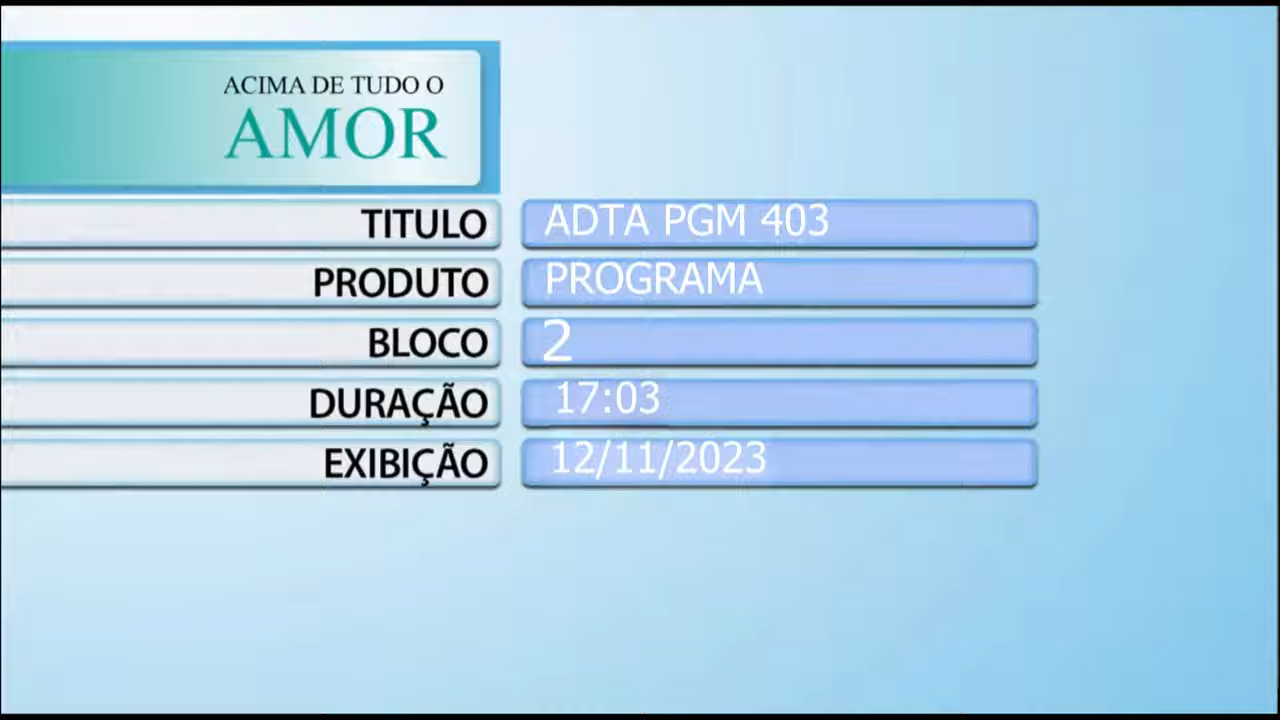 ACIMA DE TUDO O
AMOR
TITULO ADTA PGM 403
PRODUTO PROGRAMA
BLOCO 2
DURAÇÃO 17:03
EXIBIÇÃO 12/11/2023